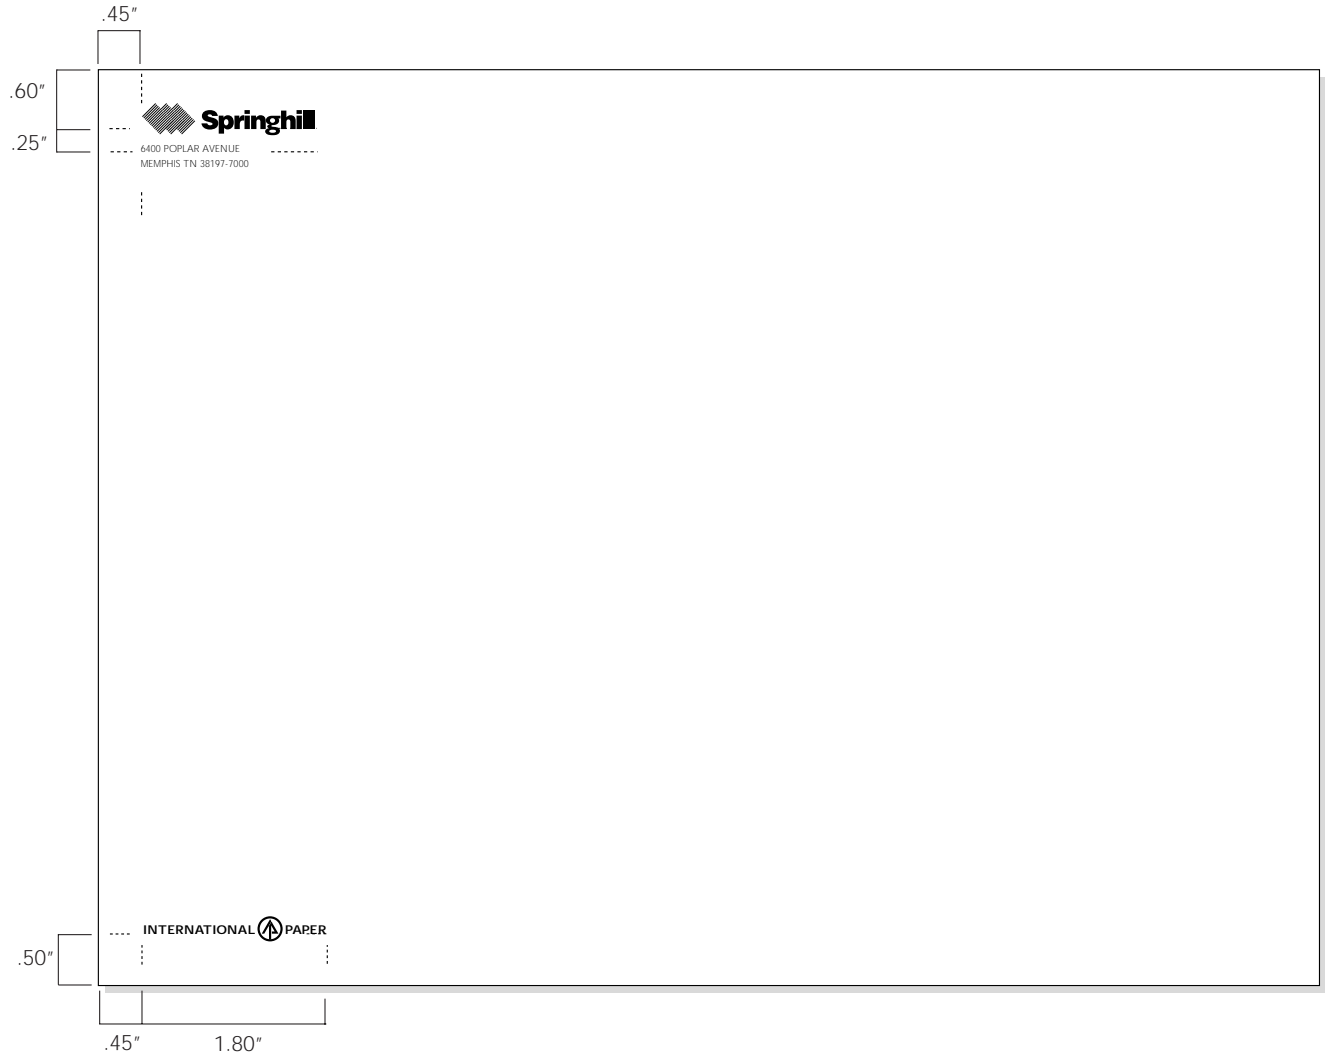 .45"
.60"
Springhill
.25"
6400 POPLAR AVENUE
MEMPHIS TN 38197-7000
INTERNATIONAL PAPER
.50"
.45"
1.80"